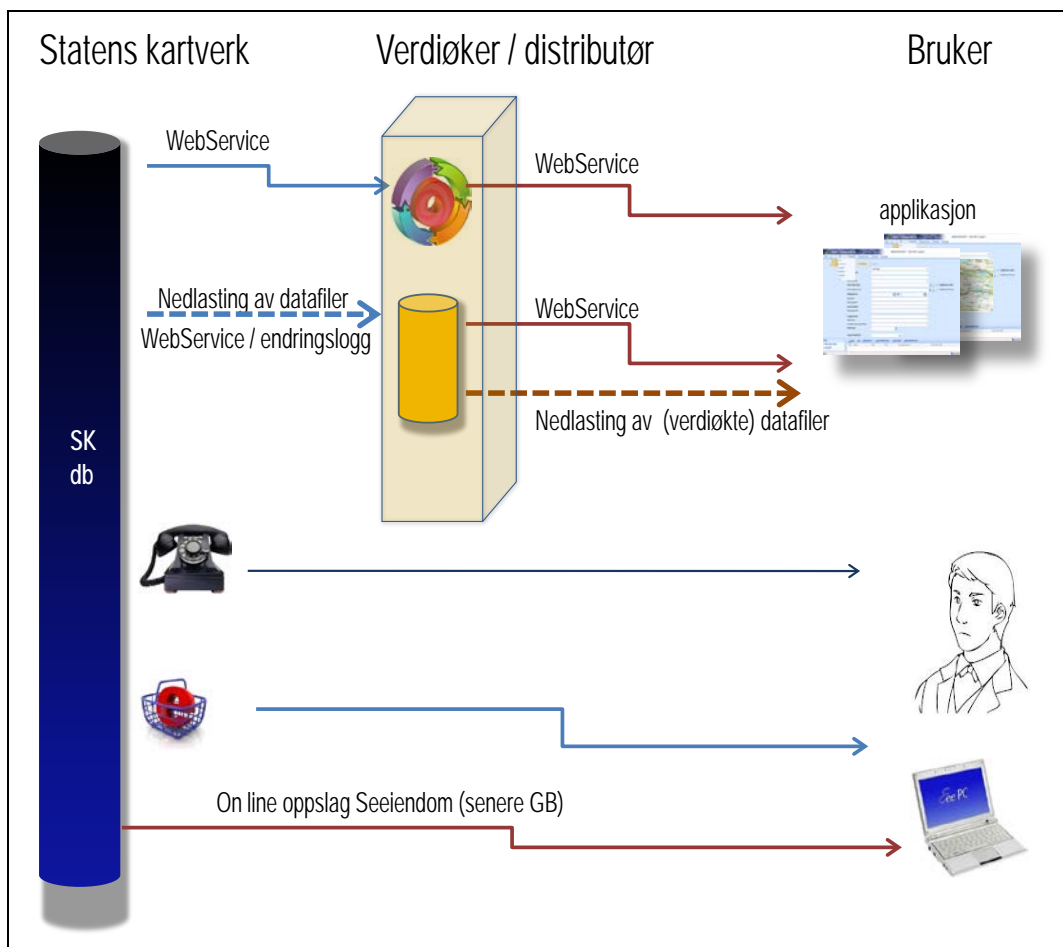 Statens kartverk
Verdiøker / distributør
Bruker
WebService
WebService
applikasjon
Nedlasting av datafiler
WebService / endringslogg
WebService
Nedlasting av (verdiøkte) datafiler
SK
db
On line oppslag Seeiendom (senere GB)
Eee PC